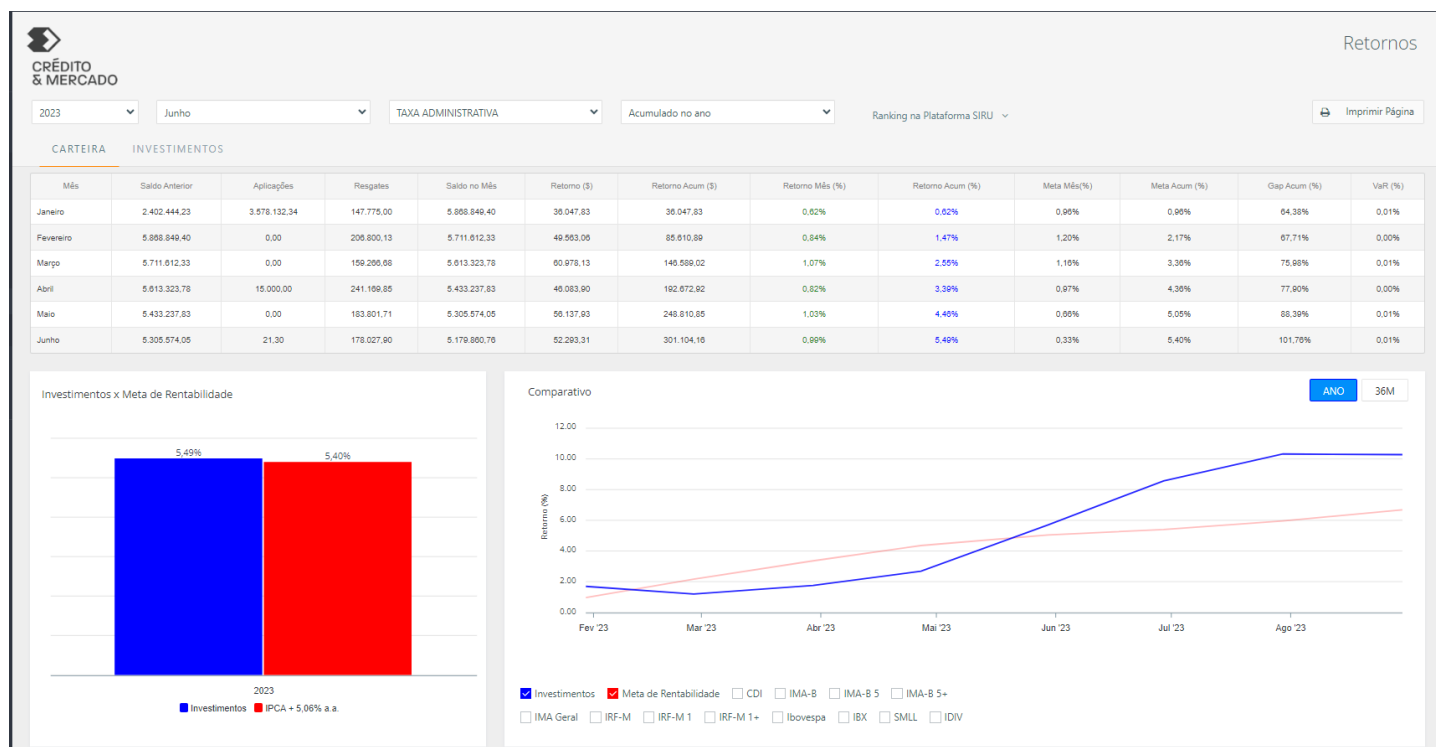 CRÉDITO
& MERCADO
Retornos
2023 Junho TAXA ADMINISTRATIVA Acumulado no ano Ranking na Plataforma SIRU Imprimir Página
CARTEIRA INVESTIMENTOS
Mês Saldo Anterior Aplicações Resgates Saldo no Mês Retorno ($) Retorno Acum ($) Retorno Mês (%) Retorno Acum (%) Meta Mês(%) Meta Acum (%) Gap Acum (%) VaR (%)
Janeiro 2.402.444,23 3.578.132,34 147.775,00 5.868.849,40 36.047,83 36.047,83 0,62% 0,62% 0,96% 0,96% 64,38% 0,01%
Fevereiro 5.868.849,40 0,00 206.800,13 5.711.612,33 49.563,06 85.610,89 0,84% 1,47% 1,20% 2,17% 67,71% 0,00%
Março 5.711.612,33 0,00 159.266,68 5.613.323,78 60.978,13 146.589,02 1,07% 2,55% 1,16% 3,36% 75,98% 0,01%
Abril 5.613.323,78 15.000,00 241.169,85 5.433.237,83 46.083,90 192.672,92 0,82% 3,39% 0,97% 4,36% 77,90% 0,00%
Maio 5.433.237,83 0,00 183.801,71 5.305.574,05 56.137,93 248.810,85 1,03% 4,46% 0,66% 5,05% 88,39% 0,01%
Junho 5.305.574,05 21,30 178.027,90 5.179.860,76 52.293,31 301.104,16 0,99% 5,49% 0,33% 5,40% 101,76% 0,01%
Investimentos x Meta de Rentabilidade
5,49% 5,40%
2023
Investimentos IPCA + 5,06% a.a.
Comparativo
ANO 36M
12.00
10.00
8.00
6.00
4.00
2.00
0.00
Retorno (%)
Fev '23 Mar '23 Abr '23 Mai '23 Jun '23 Jul '23 Ago '23
Investimentos Meta de Rentabilidade CDI IMA-B IMA-B 5 IMA-B 5+
IMA Geral IRF-M IRF-M 1 IRF-M 1+ Ibovespa IBX SMLL IDIV